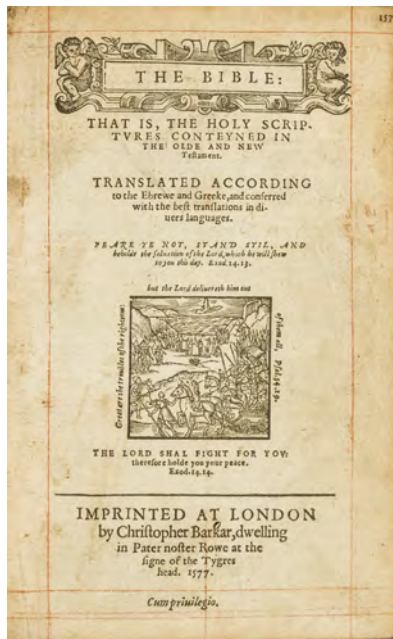 157
THE BIBLE:
THAT IS, THE HOLY SCRIP-
TVRES CONTEYNED IN
THE OLDE AND NEW
Teſtament.
TRANSLATED ACCORDING
to the Ebrewe and Greeke, and conferred
with the beſt tranſlations in di-
uers languages.
FEARE YE NOT, STAND STIL, AND
beholde the ſaluation of the Lord, which he will ſhew
to you this day. Exod. 14. 13.
but the Lord deliuereth him out
Great are the troubles of the righteous:
of them all, Pſal. 34. 19.
THE LORD SHAL FIGHT FOR YOV:
therefore holde you your peace.
Exod. 14. 14.
IMPRINTED AT LONDON
by Chriſtopher Barkar, dwelling
in Pater noſter Rowe at the
ſigne of the Tygres
head. 1577.
Cum priuilegio.